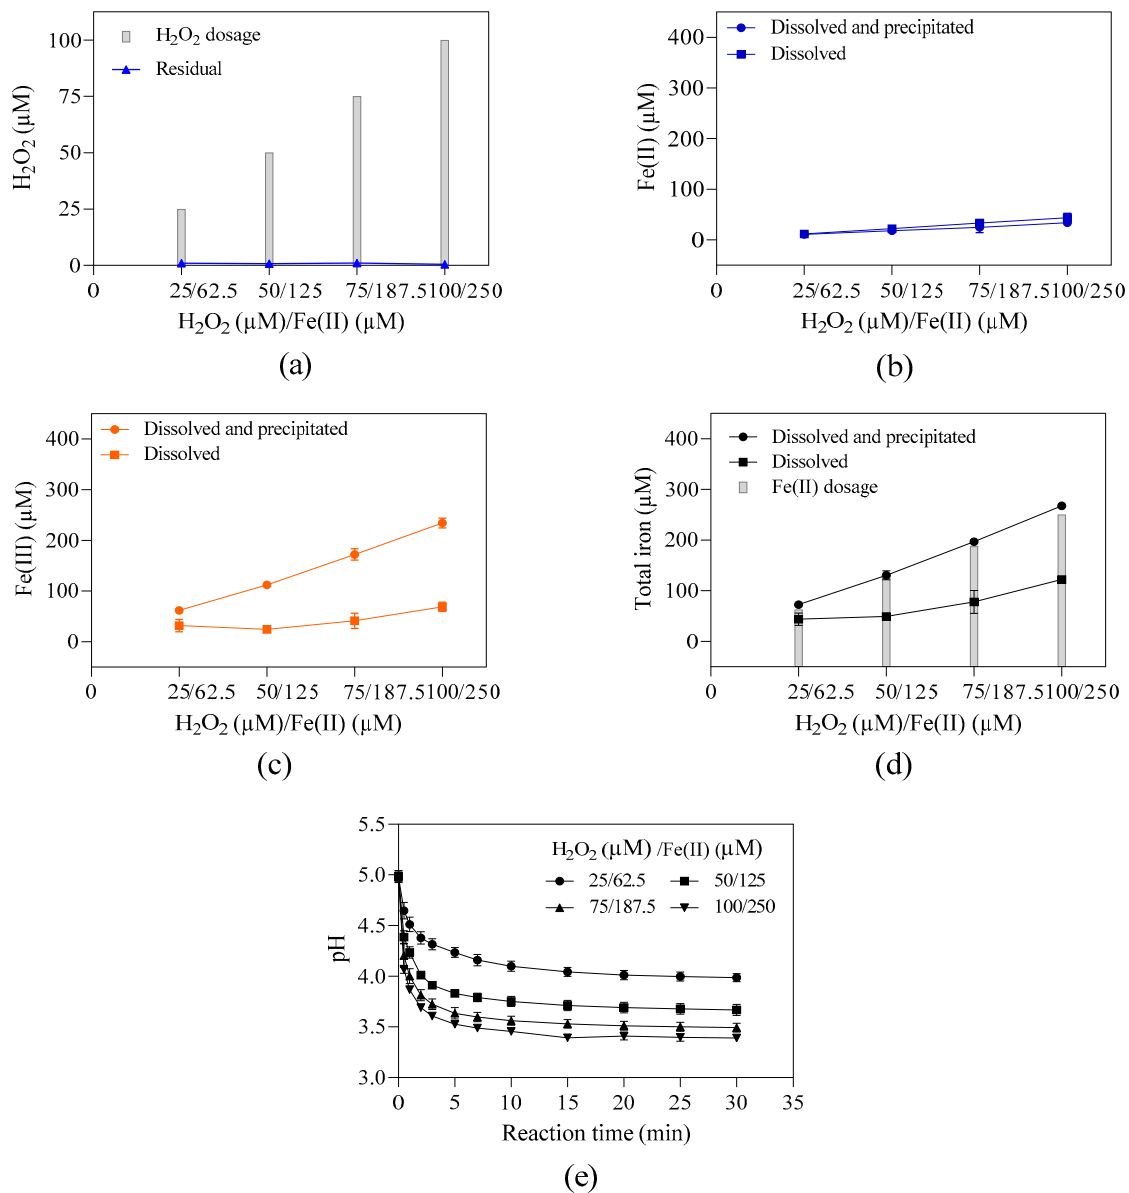 100
75
50
25
0
H₂O₂ (µM)
H₂O₂ dosage
Residual
0
25/62.5
50/125
75/187.5
100/250
H₂O₂ (µM)/Fe(II) (µM)
(a)
400
300
200
100
0
Fe(II) (µM)
Dissolved and precipitated
Dissolved
0
25/62.5
50/125
75/187.5
100/250
H₂O₂ (µM)/Fe(II) (µM)
(b)
400
300
200
100
0
Fe(III) (µM)
Dissolved and precipitated
Dissolved
0
25/62.5
50/125
75/187.5
100/250
H₂O₂ (µM)/Fe(II) (µM)
(c)
400
300
200
100
0
Total iron (µM)
Dissolved and precipitated
Dissolved
Fe(II) dosage
0
25/62.5
50/125
75/187.5
100/250
H₂O₂ (µM)/Fe(II) (µM)
(d)
5.5
5.0
4.5
4.0
3.5
3.0
pH
H₂O₂ (µM) /Fe(II) (µM)
25/62.5
50/125
75/187.5
100/250
0
5
10
15
20
25
30
35
Reaction time (min)
(e)